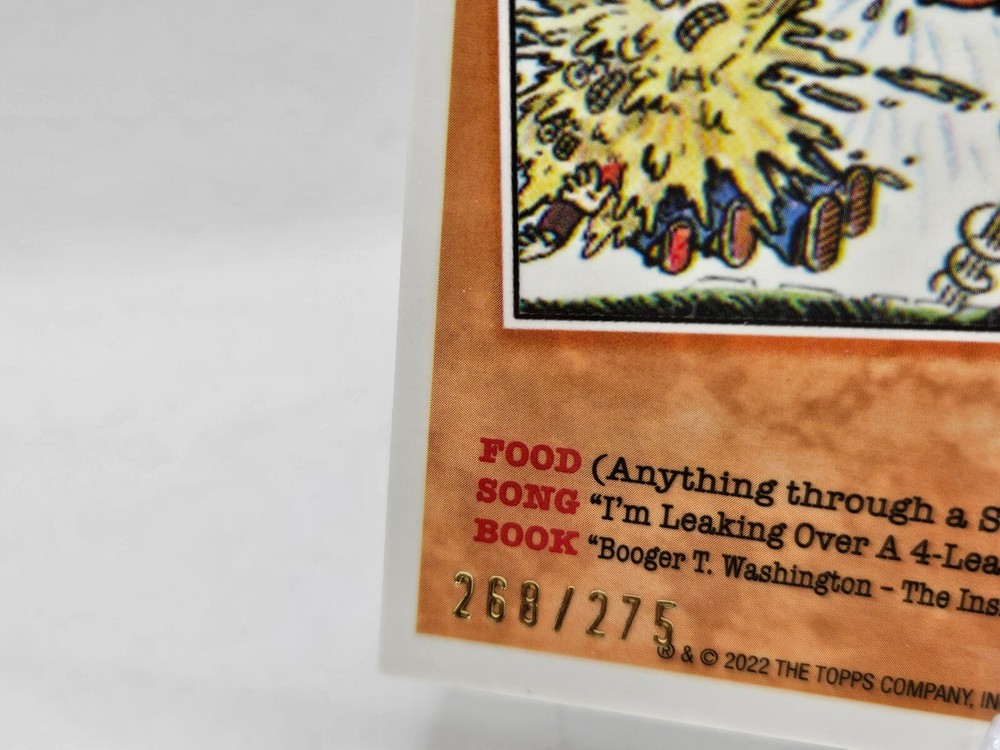 FOOD (Anything through a S
SONG "I'm Leaking Over A 4-Lea
BOOK "Booger T. Washington – The Ins
268/275
® & © 2022 THE TOPPS COMPANY, IN